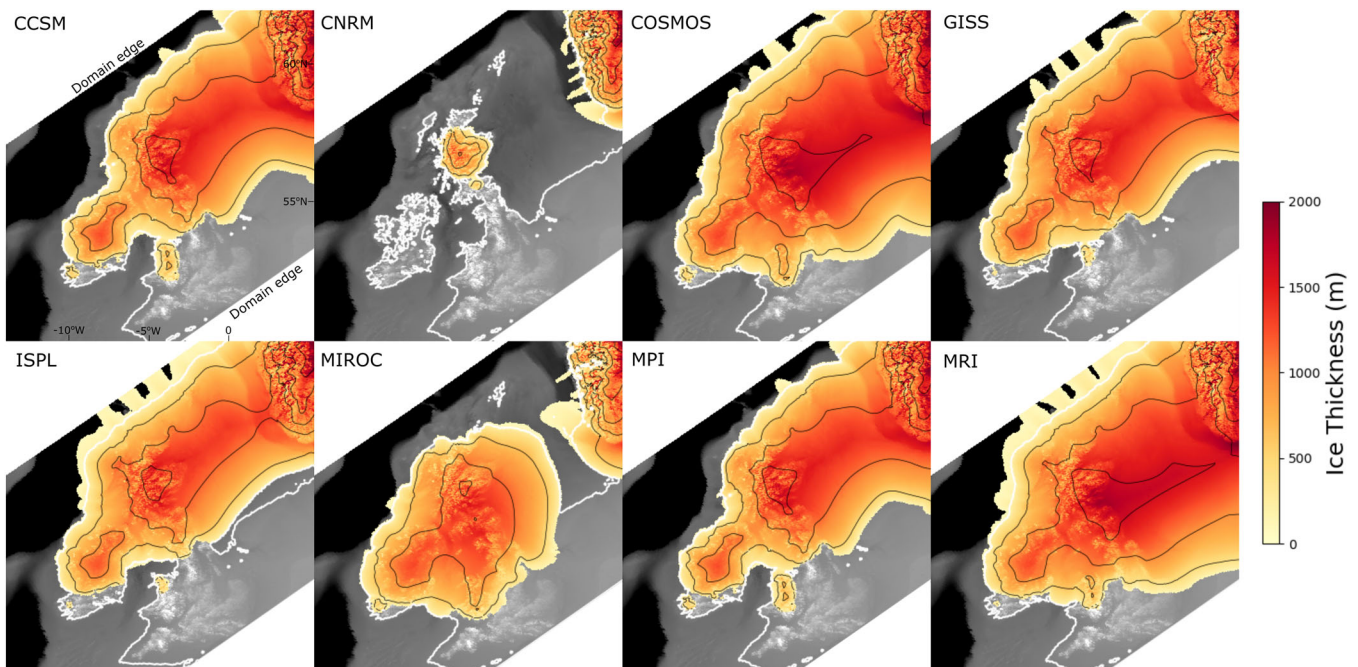 CCSM
Domain edge
60°N
55°N
Domain edge
-10°W
-5°W
0
CNRM
COSMOS
GISS
ISPL
MIROC
MPI
MRI
2000
1500
1000
500
0
Ice Thickness (m)